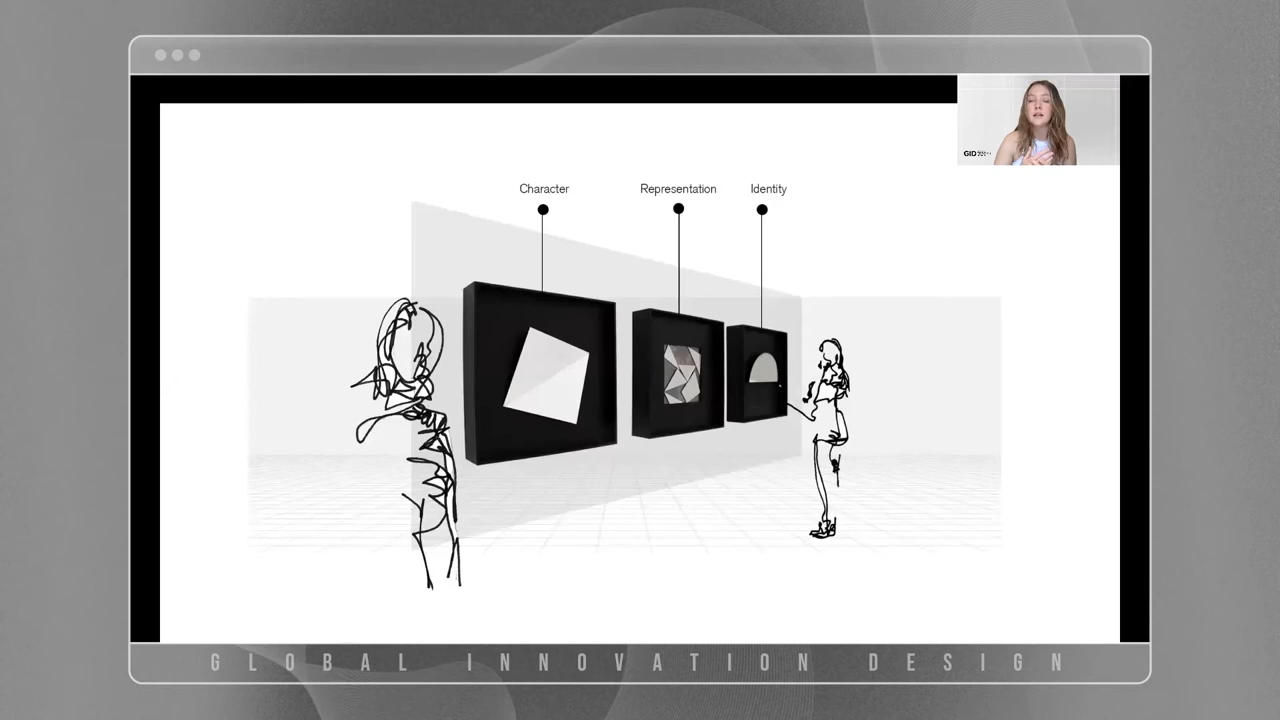 GID
Character
Representation
Identity
GLOBAL INNOVATION DESIGN